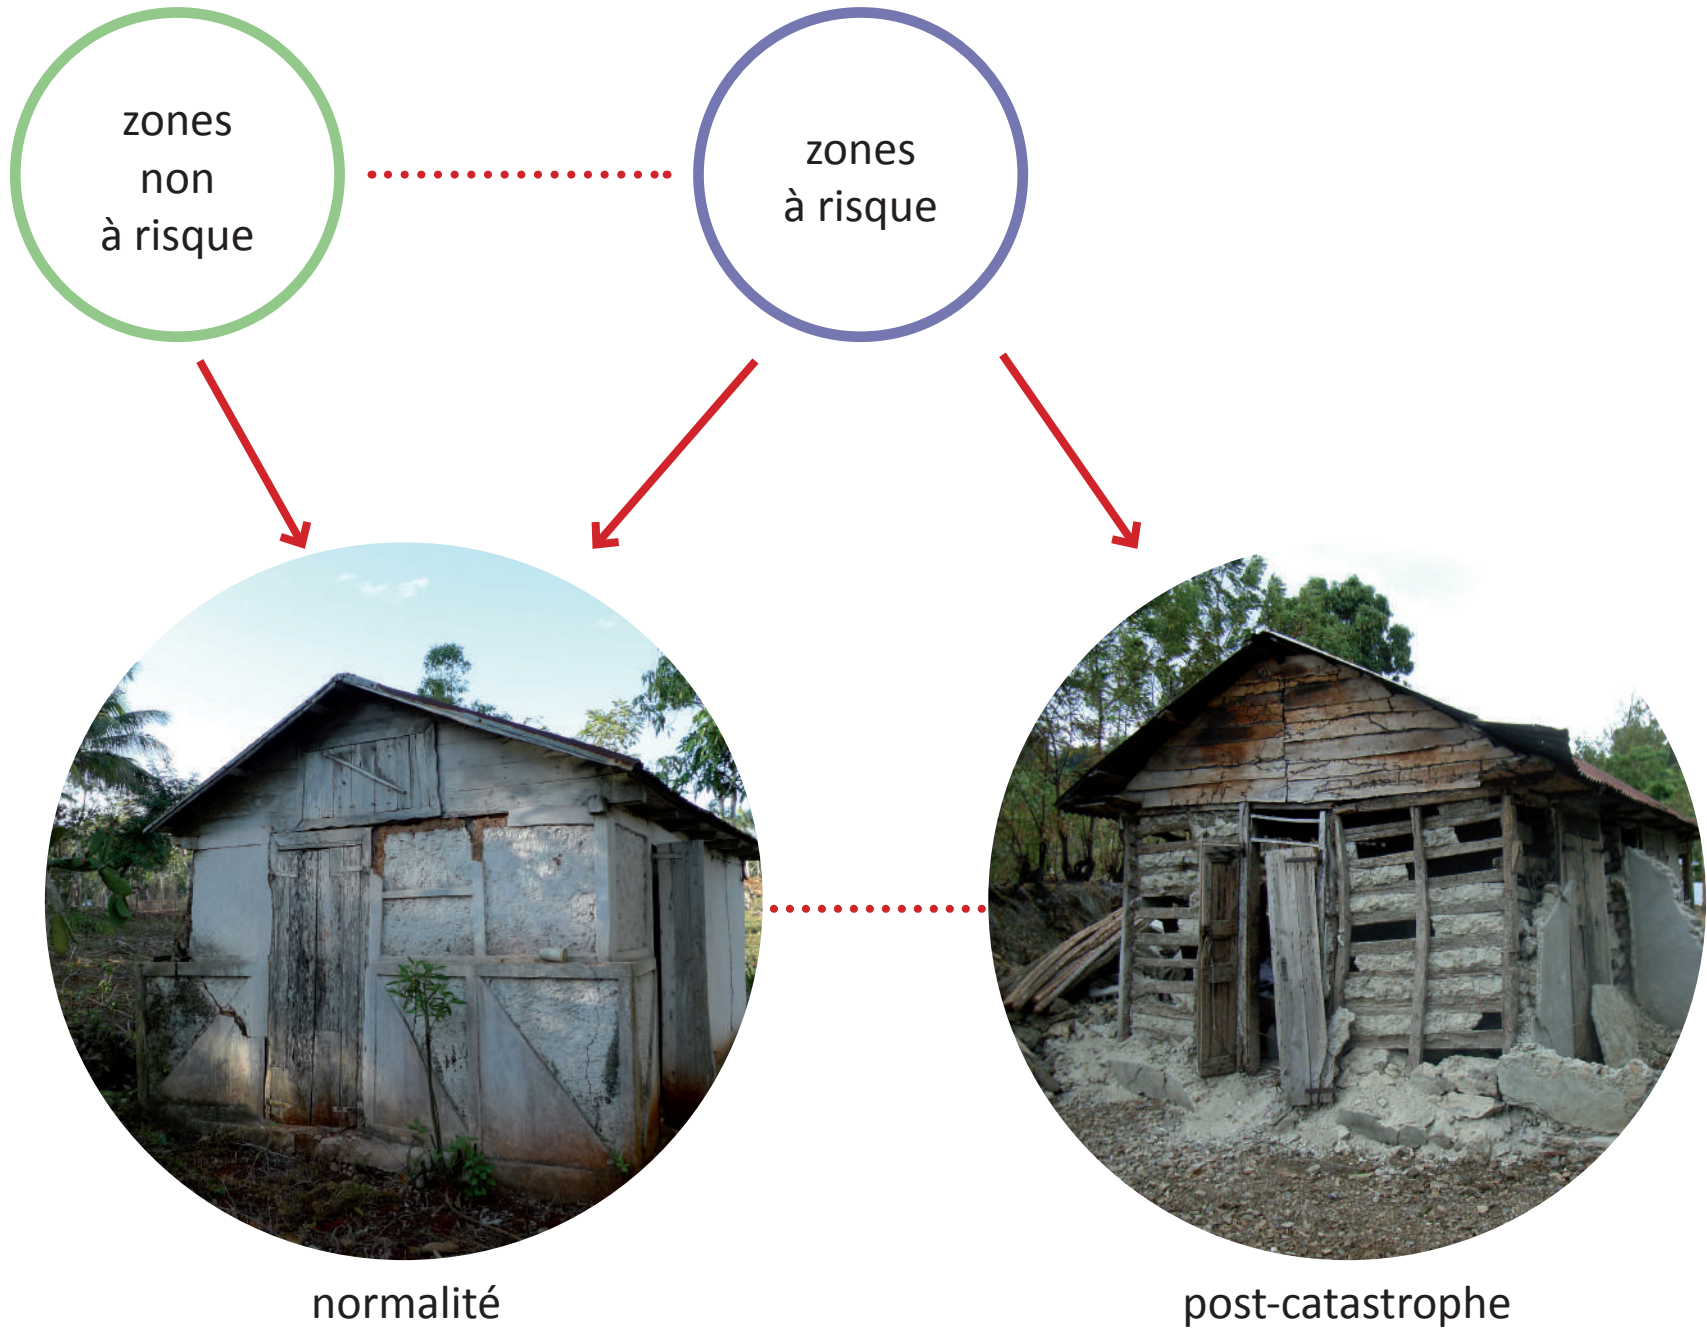 zones
non
à risque
zones
à risque
normalité
post-catastrophe